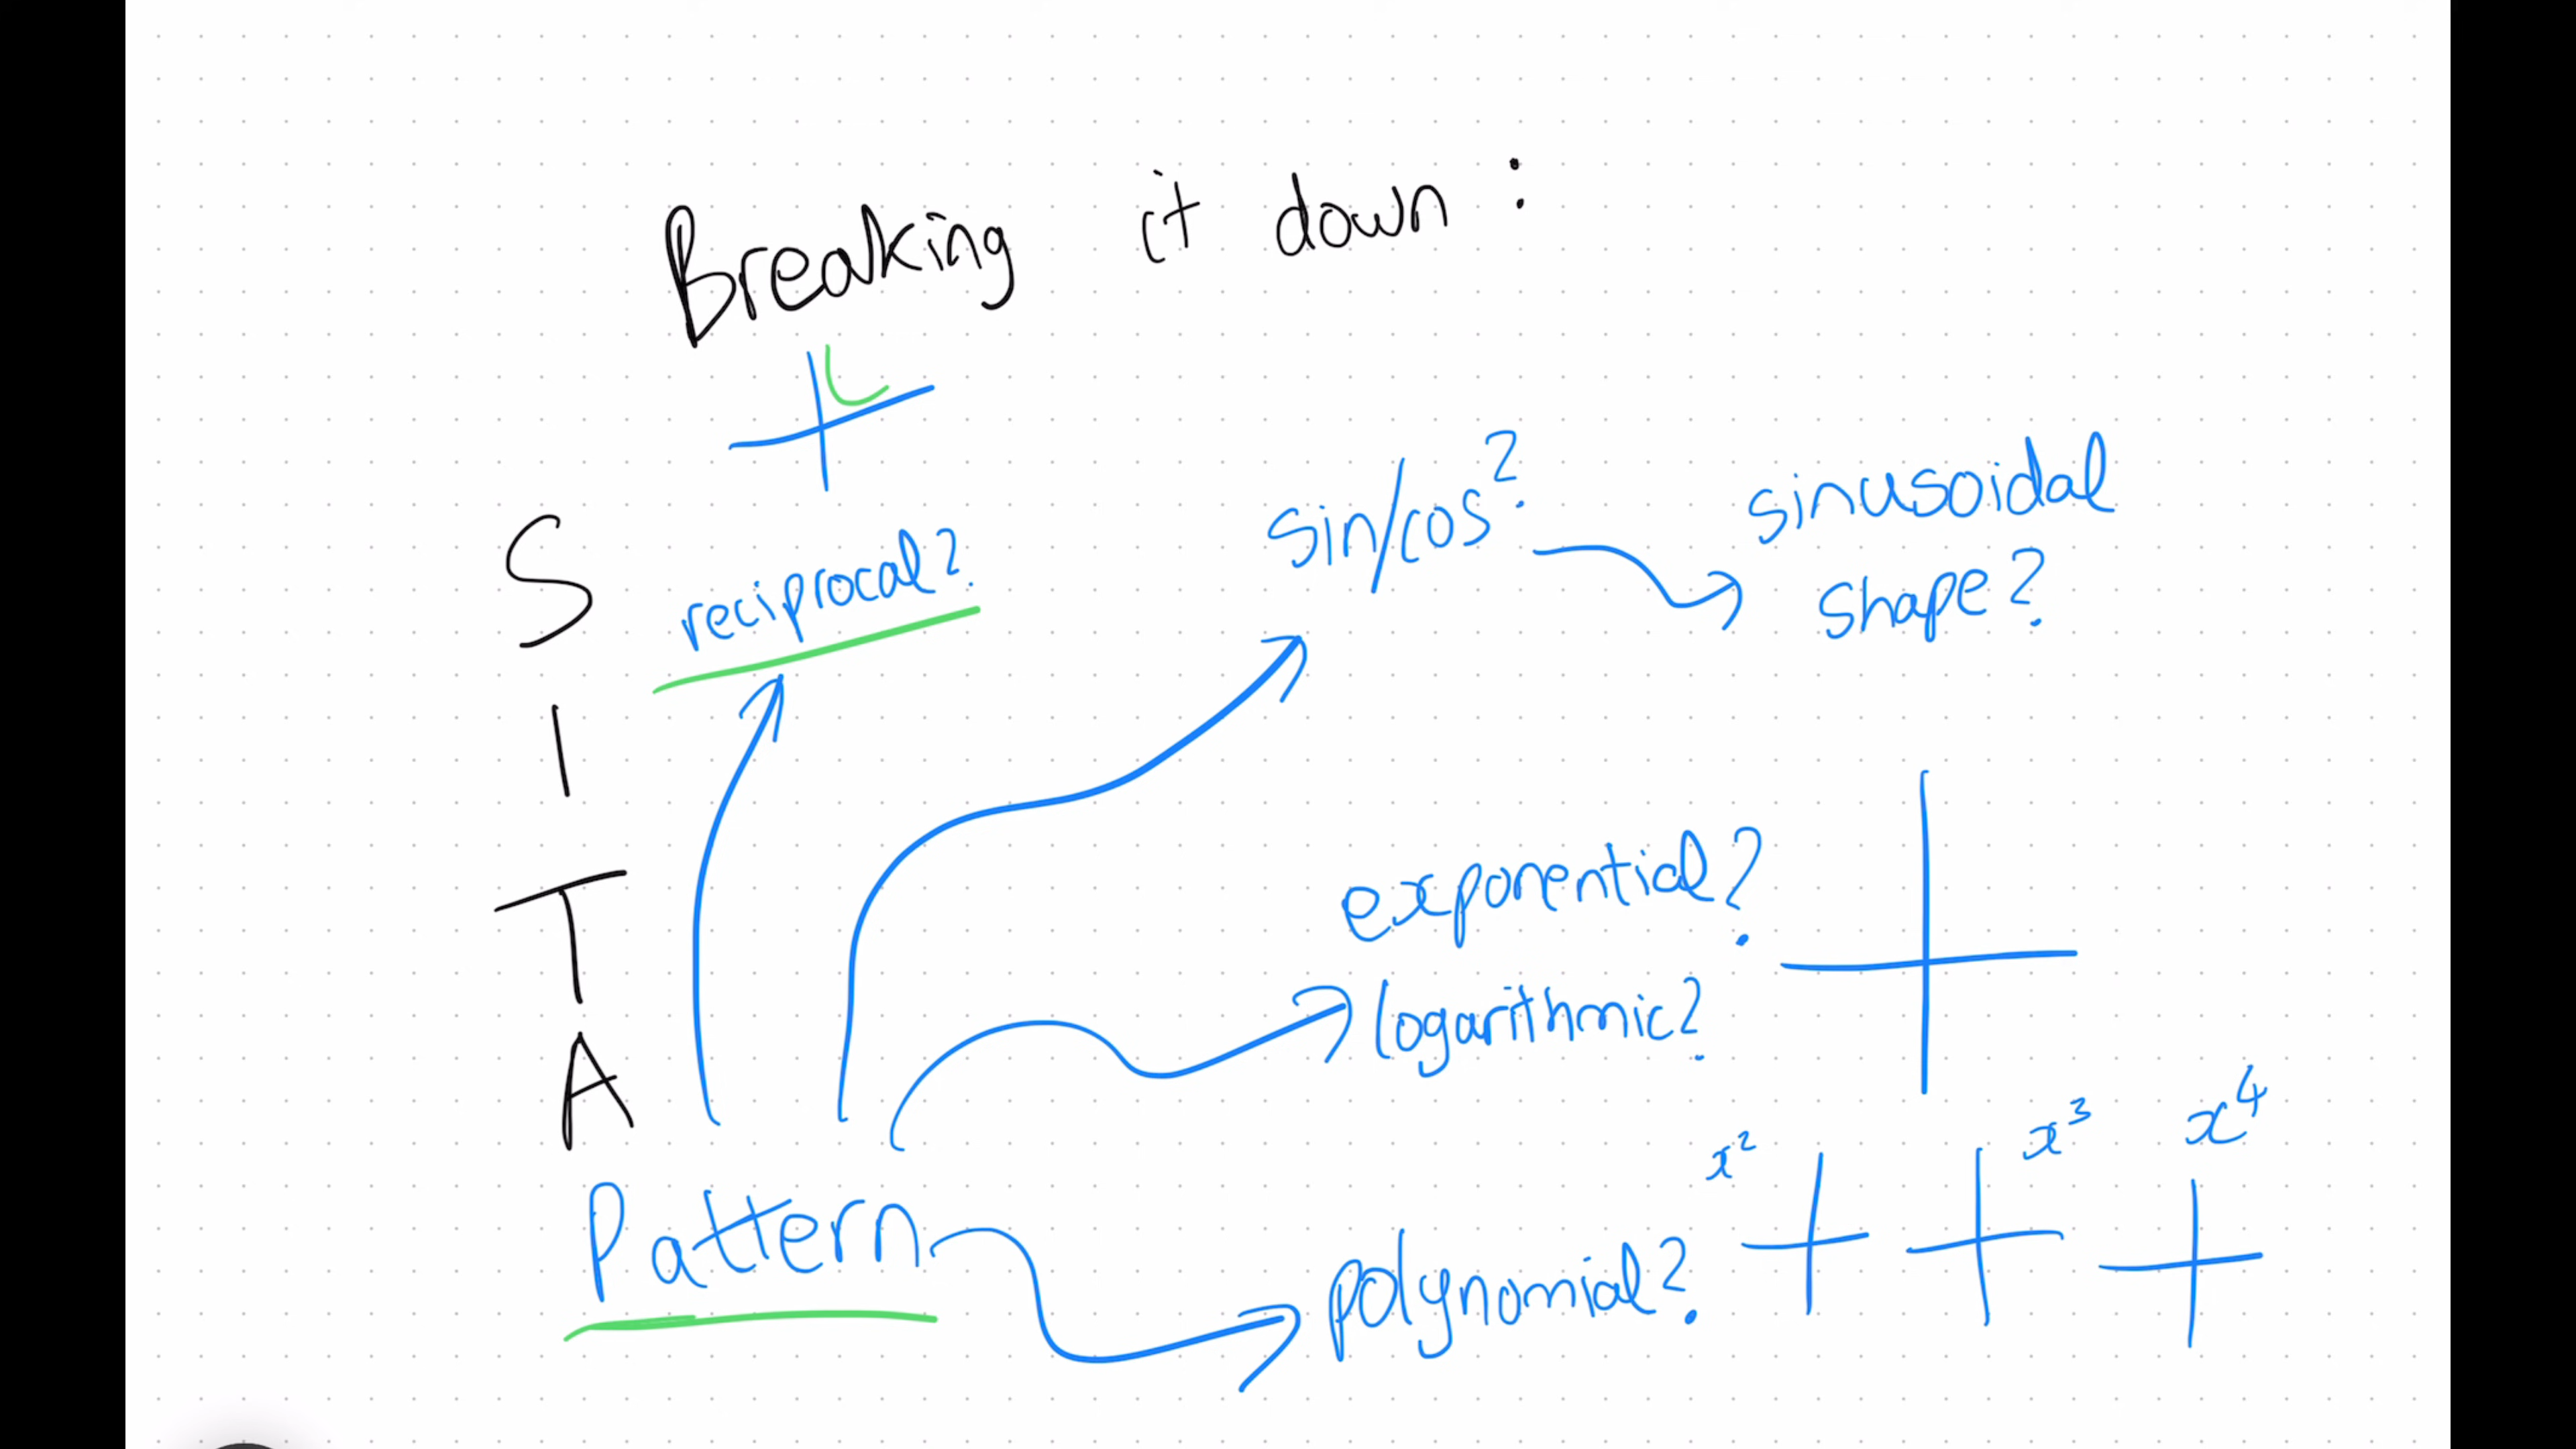 Breaking it down :
S
I
T
A
reciprocal?
sin/cos?
sinusoidal
shape?
exponential?
logarithmic?
Pattern
polynomial?
x²
x³
x⁴